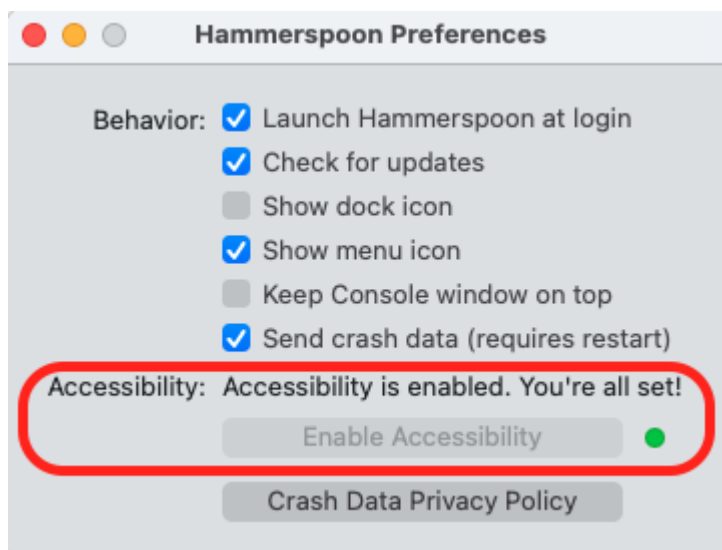 Hammerspoon Preferences
Behavior: Launch Hammerspoon at login
Check for updates
Show dock icon
Show menu icon
Keep Console window on top
Send crash data (requires restart)
Accessibility: Accessibility is enabled. You're all set!
Enable Accessibility
Crash Data Privacy Policy